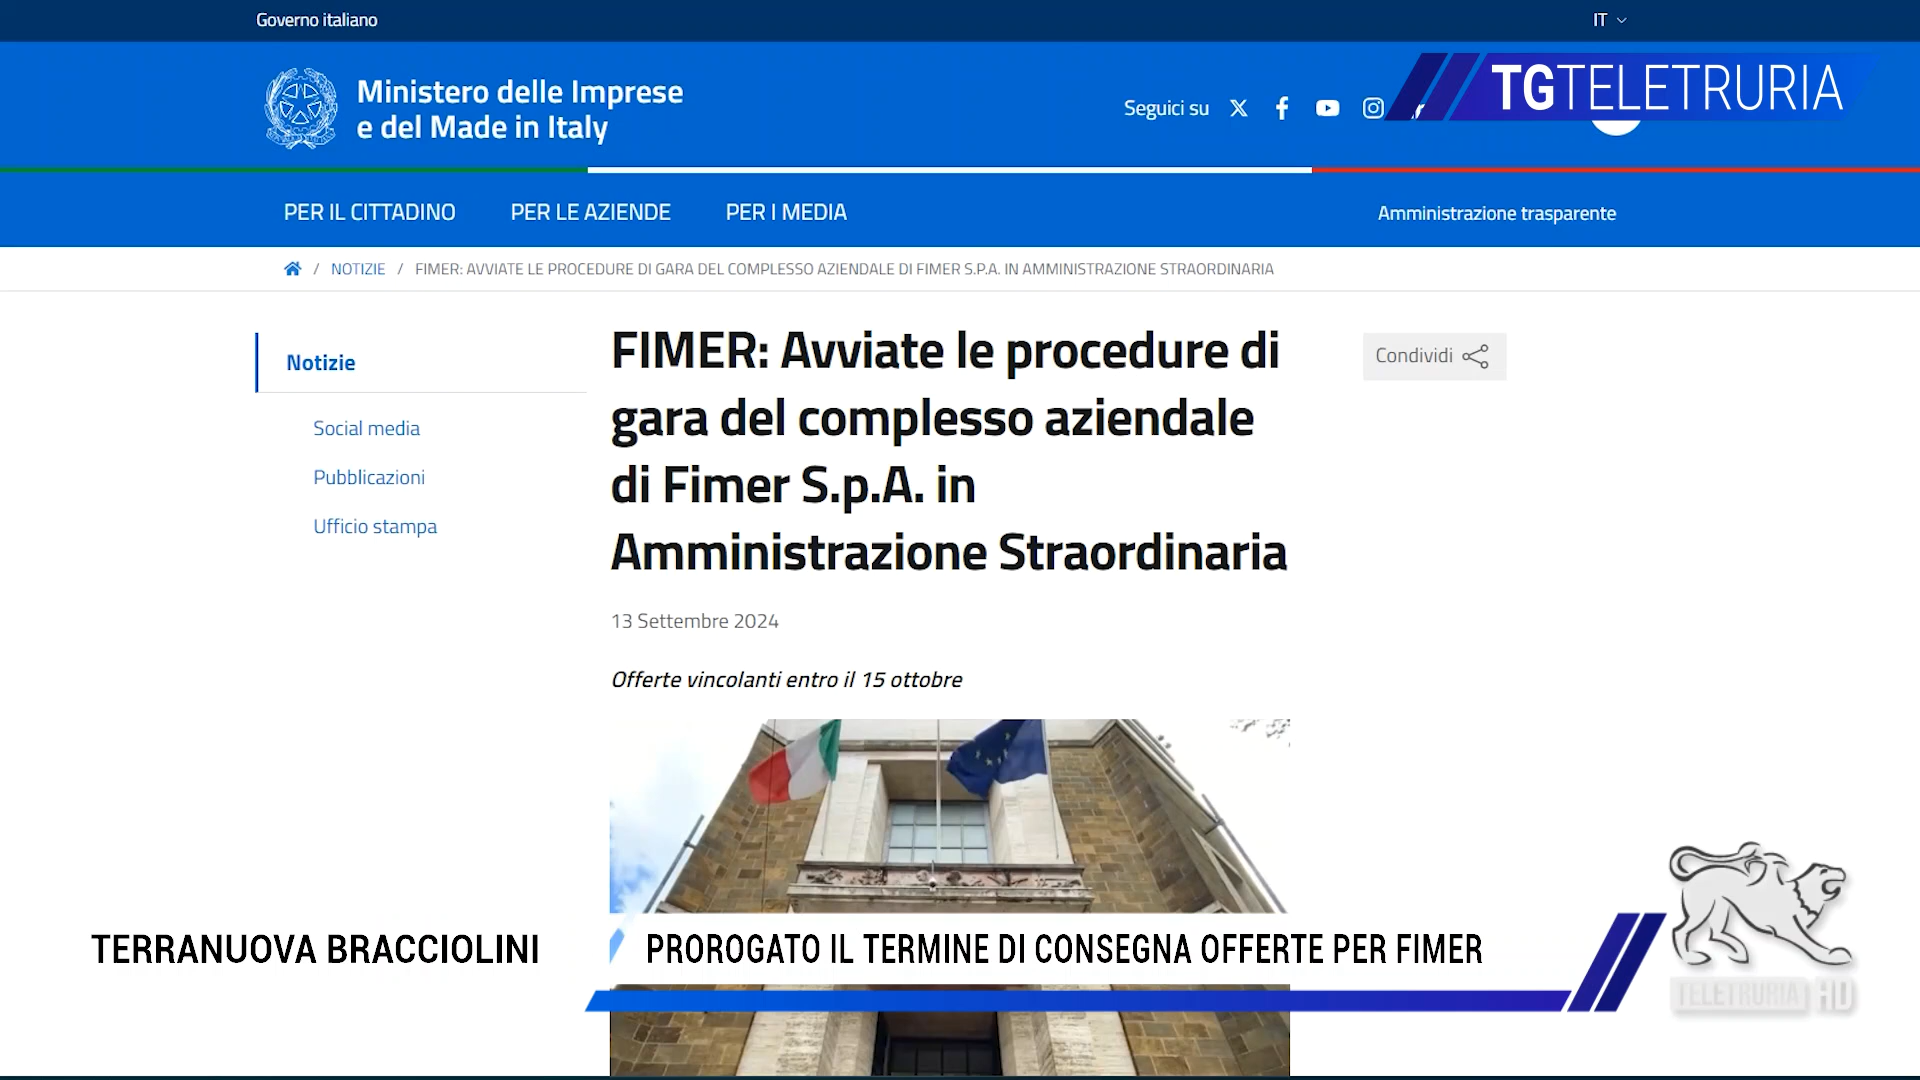 Governo italiano
IT
Ministero delle Imprese
e del Made in Italy
Seguici su
TGTELETRURIA
PER IL CITTADINO
PER LE AZIENDE
PER I MEDIA
Amministrazione trasparente
/ NOTIZIE / FIMER: AVVIATE LE PROCEDURE DI GARA DEL COMPLESSO AZIENDALE DI FIMER S.P.A. IN AMMINISTRAZIONE STRAORDINARIA
Notizie
Social media
Pubblicazioni
Ufficio stampa
FIMER: Avviate le procedure di
gara del complesso aziendale
di Fimer S.p.A. in
Amministrazione Straordinaria
Condividi
13 Settembre 2024
Offerte vincolanti entro il 15 ottobre
TERRANUOVA BRACCIOLINI
PROROGATO IL TERMINE DI CONSEGNA OFFERTE PER FIMER
TELETRURIA HD